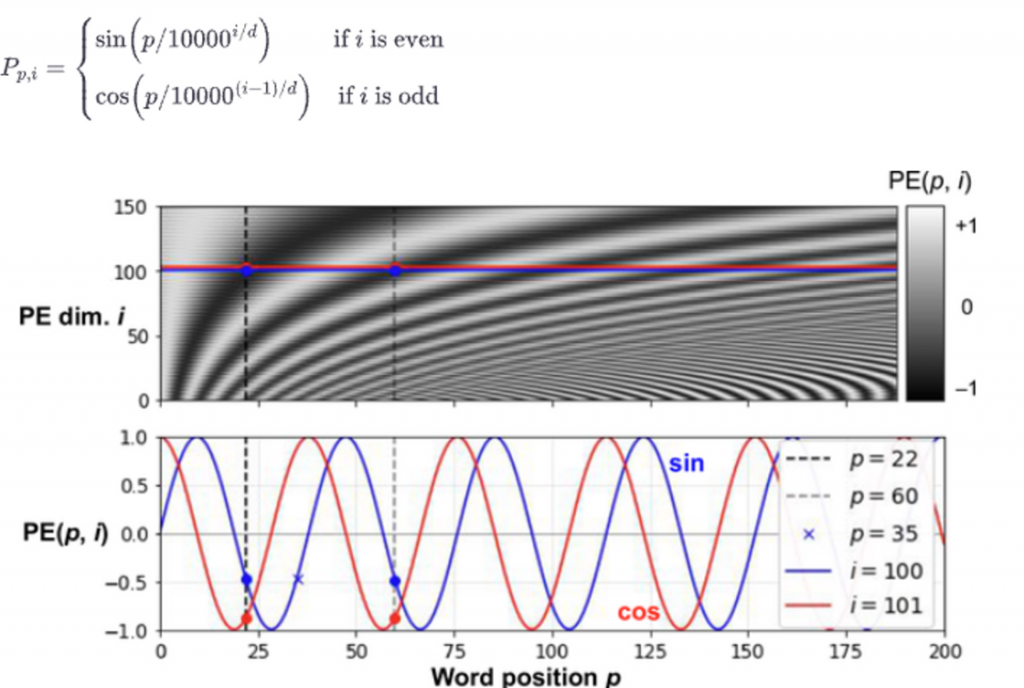 P_{p,i} = { sin(p/10000^{i/d}) if i is even
cos(p/10000^{(i−1)/d}) if i is odd
PE(p, i)
150
100
50
0
PE dim. i
+1
0
−1
1.0
0.5
0.0
−0.5
−1.0
PE(p, i)
sin
cos
p = 22
p = 60
p = 35
i = 100
i = 101
0 25 50 75 100 125 150 175 200
Word position p